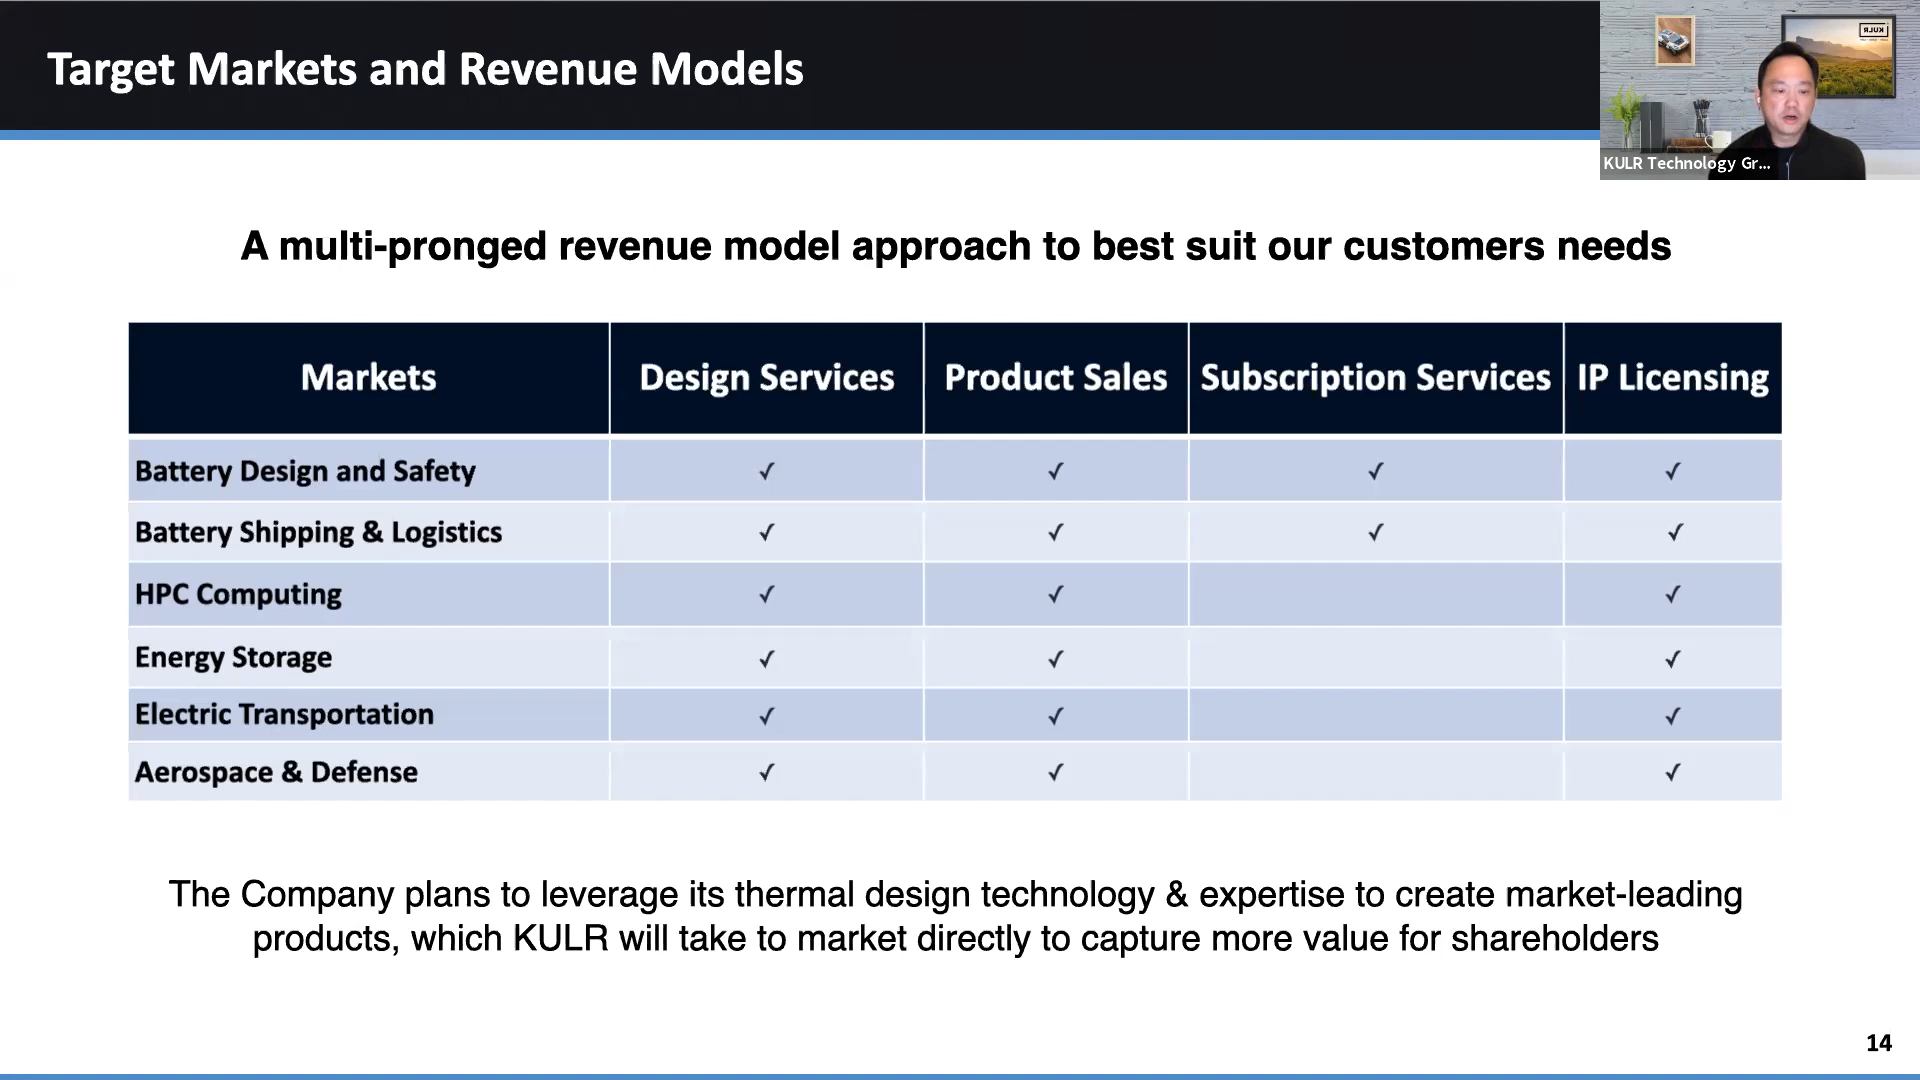 Target Markets and Revenue Models
KULR
KULR Technology Gr...
A multi-pronged revenue model approach to best suit our customers needs
Markets Design Services Product Sales Subscription Services IP Licensing
Battery Design and Safety ✓ ✓ ✓ ✓
Battery Shipping & Logistics ✓ ✓ ✓ ✓
HPC Computing ✓ ✓ ✓
Energy Storage ✓ ✓ ✓
Electric Transportation ✓ ✓ ✓
Aerospace & Defense ✓ ✓ ✓
The Company plans to leverage its thermal design technology & expertise to create market-leading
products, which KULR will take to market directly to capture more value for shareholders
14